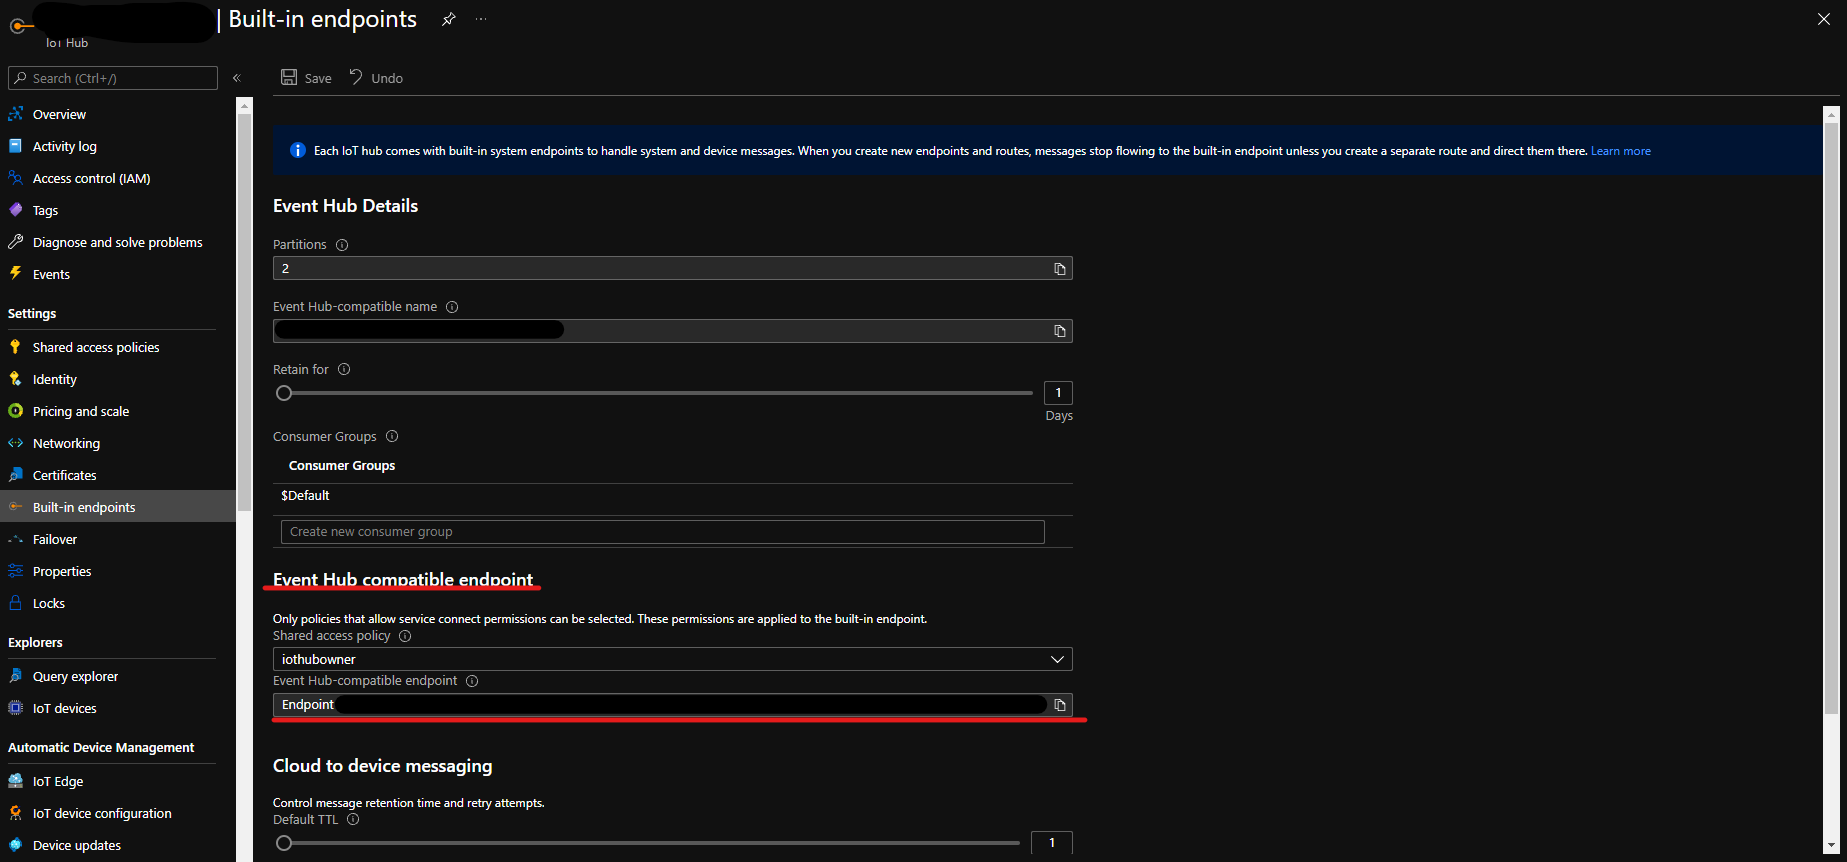 | Built-in endpoints
IoT Hub
Search (Ctrl+/)
«
Save
Undo
Overview
Activity log
Access control (IAM)
Tags
Diagnose and solve problems
Events
Settings
Shared access policies
Identity
Pricing and scale
Networking
Certificates
Built-in endpoints
Failover
Properties
Locks
Explorers
Query explorer
IoT devices
Automatic Device Management
IoT Edge
IoT device configuration
Device updates
Each IoT hub comes with built-in system endpoints to handle system and device messages. When you create new endpoints and routes, messages stop flowing to the built-in endpoint unless you create a separate route and direct them there. Learn more
Event Hub Details
Partitions
2
Event Hub-compatible name
Retain for
1
Days
Consumer Groups
Consumer Groups
$Default
Create new consumer group
Event Hub compatible endpoint
Only policies that allow service connect permissions can be selected. These permissions are applied to the built-in endpoint.
Shared access policy
iothubowner
Event Hub-compatible endpoint
Endpoint
Cloud to device messaging
Control message retention time and retry attempts.
Default TTL
1